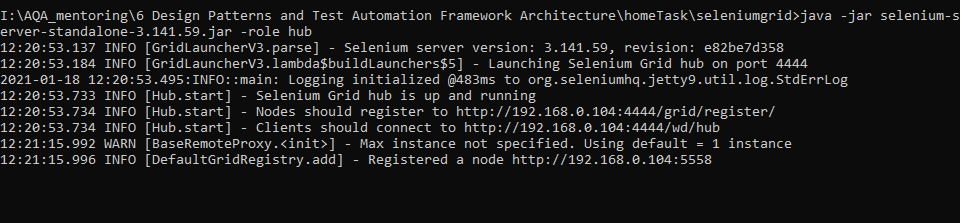 I:\AQA_mentoring\6 Design Patterns and Test Automation Framework Architecture\homeTask\seleniumgrid>java -jar selenium-s
erver-standalone-3.141.59.jar -role hub
12:20:53.137 INFO [GridLauncherV3.parse] - Selenium server version: 3.141.59, revision: e82be7d358
12:20:53.184 INFO [GridLauncherV3.lambda$buildLaunchers$5] - Launching Selenium Grid hub on port 4444
2021-01-18 12:20:53.495:INFO::main: Logging initialized @483ms to org.seleniumhq.jetty9.util.log.StdErrLog
12:20:53.733 INFO [Hub.start] - Selenium Grid hub is up and running
12:20:53.734 INFO [Hub.start] - Nodes should register to http://192.168.0.104:4444/grid/register/
12:20:53.734 INFO [Hub.start] - Clients should connect to http://192.168.0.104:4444/wd/hub
12:21:15.992 WARN [BaseRemoteProxy.<init>] - Max instance not specified. Using default = 1 instance
12:21:15.996 INFO [DefaultGridRegistry.add] - Registered a node http://192.168.0.104:5558